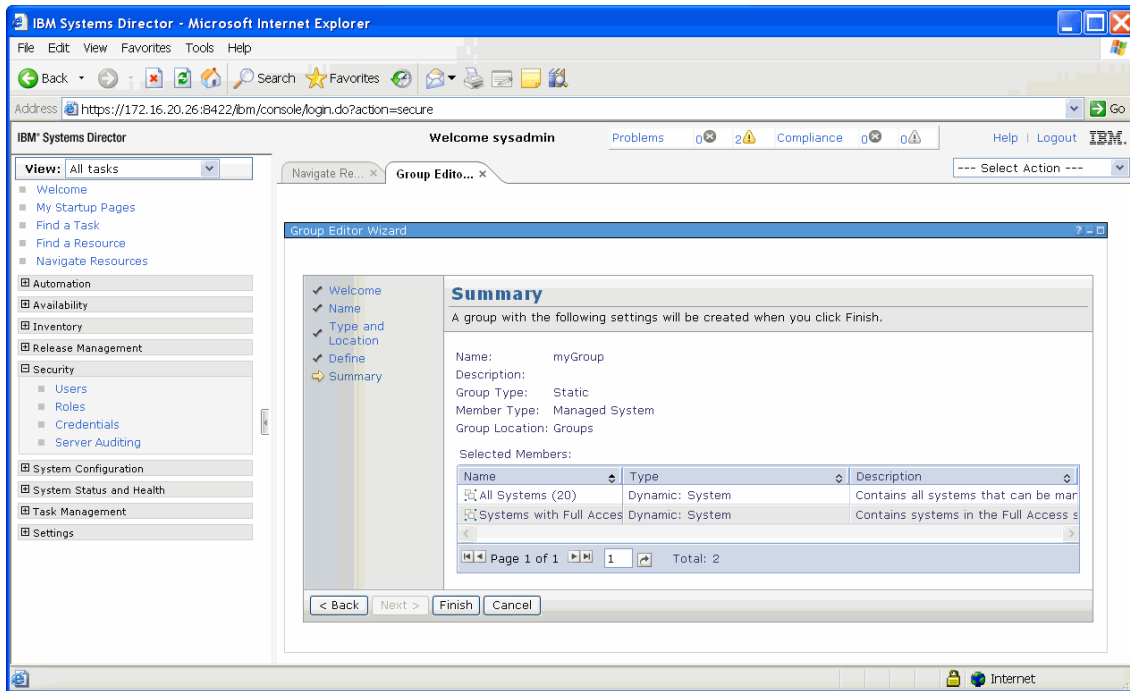 IBM Systems Director - Microsoft Internet Explorer
File Edit View Favorites Tools Help
Back Search Favorites
Address https://172.16.20.26:8422/ibm/console/login.do?action=secure Go
IBM® Systems Director Welcome sysadmin Problems 0 2 Compliance 0 0 Help | Logout IBM.
View: All tasks
Navigate Re... × Group Edito... × --- Select Action ---
Welcome
My Startup Pages
Find a Task
Find a Resource
Navigate Resources
Automation
Availability
Inventory
Release Management
Security
Users
Roles
Credentials
Server Auditing
System Configuration
System Status and Health
Task Management
Settings
Group Editor Wizard ?
Welcome
Name
Type and
Location
Define
Summary
Summary
A group with the following settings will be created when you click Finish.
Name: myGroup
Description:
Group Type: Static
Member Type: Managed System
Group Location: Groups
Selected Members:
Name Type Description
All Systems (20) Dynamic: System Contains all systems that can be mar
Systems with Full Acces Dynamic: System Contains systems in the Full Access s
Page 1 of 1 1 Total: 2
< Back Next > Finish Cancel
Internet